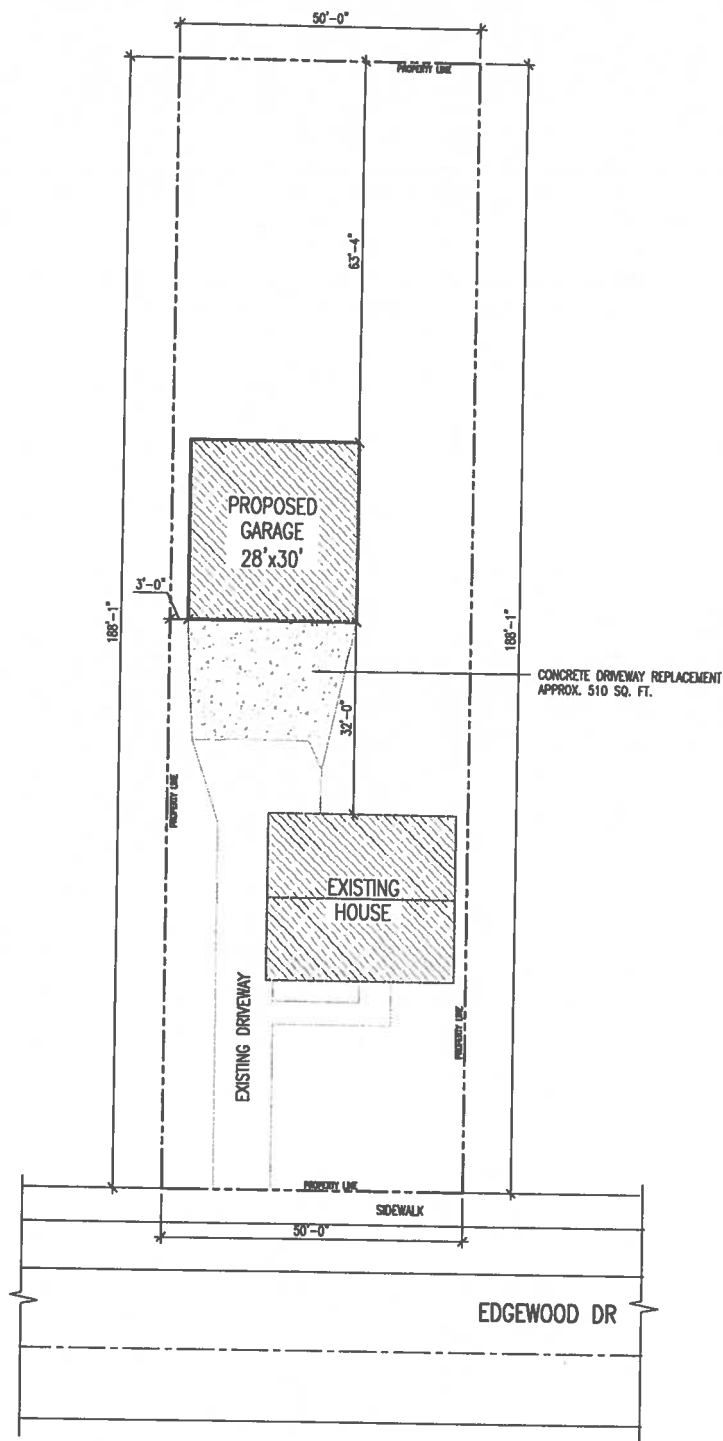 50'-0"
PROPERTY LINE
63'-4"
PROPOSED
GARAGE
28'x30'
3'-0"
188'-1"
188'-1"
CONCRETE DRIVEWAY REPLACEMENT
APPROX. 510 SQ. FT.
32'-0"
PROPERTY LINE
EXISTING
HOUSE
EXISTING DRIVEWAY
PROPERTY LINE
PROPERTY LINE
SIDEWALK
50'-0"
EDGEWOOD DR